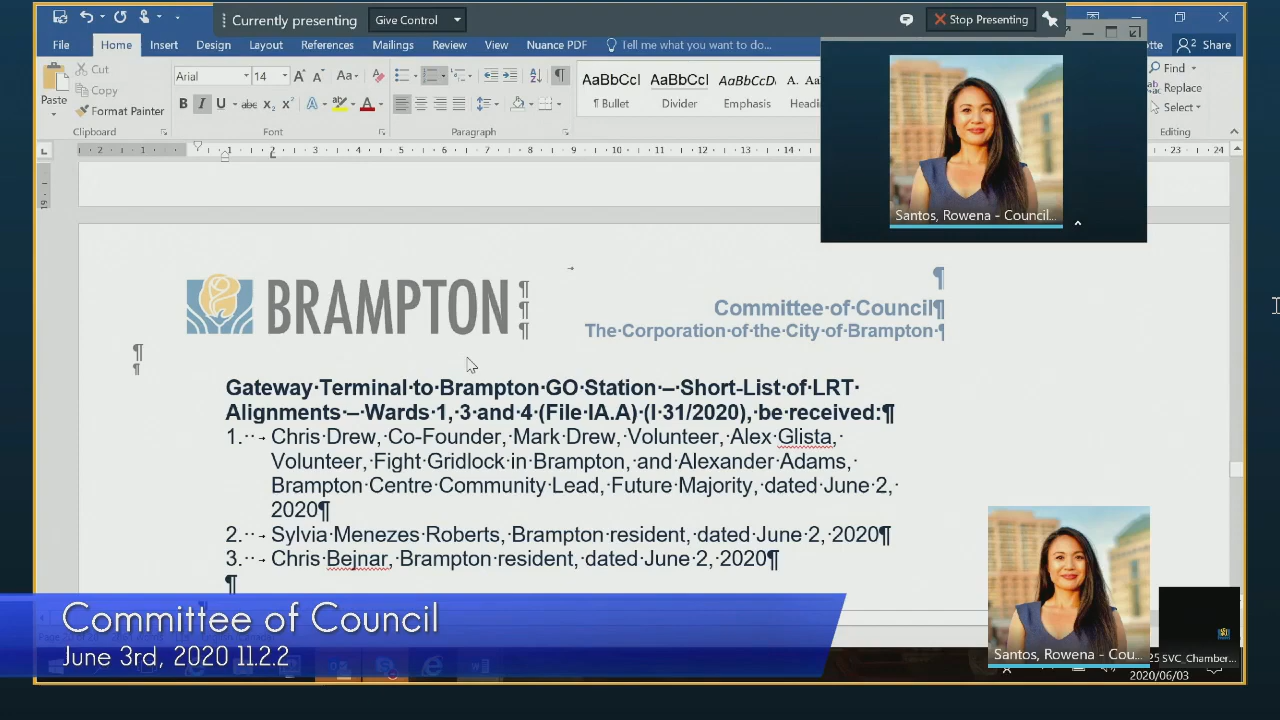 Currently presenting
Give Control
Stop Presenting
File Home Insert Design Layout References Mailings Review View Nuance PDF Tell me what you want to do... Share
Paste
Cut
Copy
Format Painter
Clipboard
Arial 14
Font
Paragraph
AaBbCcI AaBbCcI AaBbCcD
¶ Bullet Divider Emphasis
Find
Replace
Select
Editing
Santos, Rowena - Council...
BRAMPTON
Committee of Council¶
The Corporation of the City of Brampton ¶
Gateway Terminal to Brampton GO Station – Short-List of LRT
Alignments – Wards 1, 3 and 4 (File IA.A) (I 31/2020), be received:¶
1. Chris Drew, Co-Founder, Mark Drew, Volunteer, Alex Glista,
Volunteer, Fight Gridlock in Brampton, and Alexander Adams,
Brampton Centre Community Lead, Future Majority, dated June 2,
2020¶
2. Sylvia Menezes Roberts, Brampton resident, dated June 2, 2020¶
3. Chris Bejnar, Brampton resident, dated June 2, 2020¶
Committee of Council
June 3rd, 2020 11.2.2
Santos, Rowena - Cou...
25 SVC_Chamber...
2020/06/03